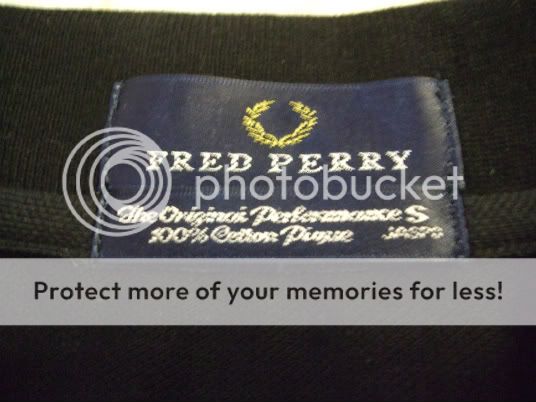 FRED PERRY
photobucket
The Original Performance S
100% Cotton Pique
Protect more of your memories for less!